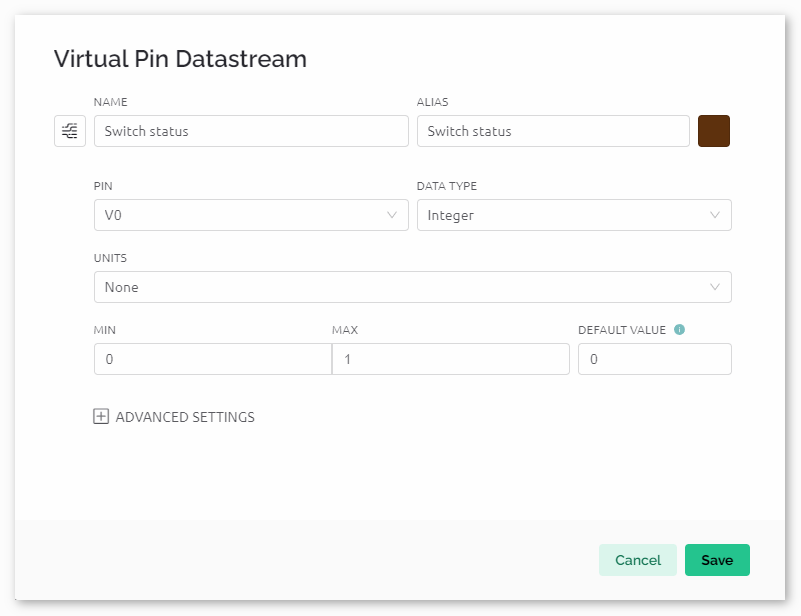 Virtual Pin Datastream
NAME ALIAS
Switch status Switch status
PIN DATA TYPE
V0 Integer
UNITS
None
MIN MAX DEFAULT VALUE i
0 1 0
ADVANCED SETTINGS
Cancel Save